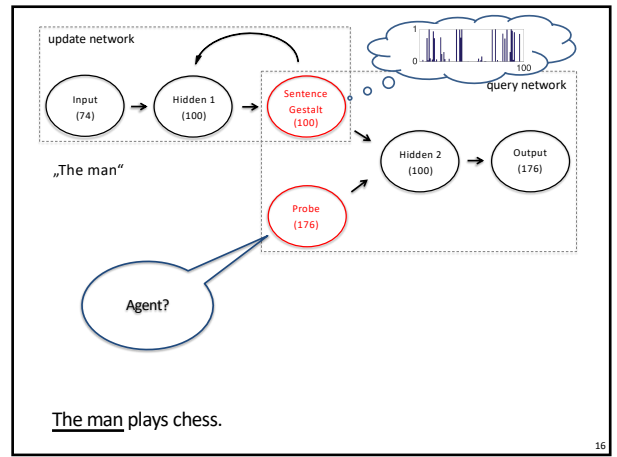 update network
1
0
100
query network
Input
(74)
Hidden 1
(100)
Sentence
Gestalt
(100)
Hidden 2
(100)
Output
(176)
„The man“
Probe
(176)
Agent?
The man plays chess.
16